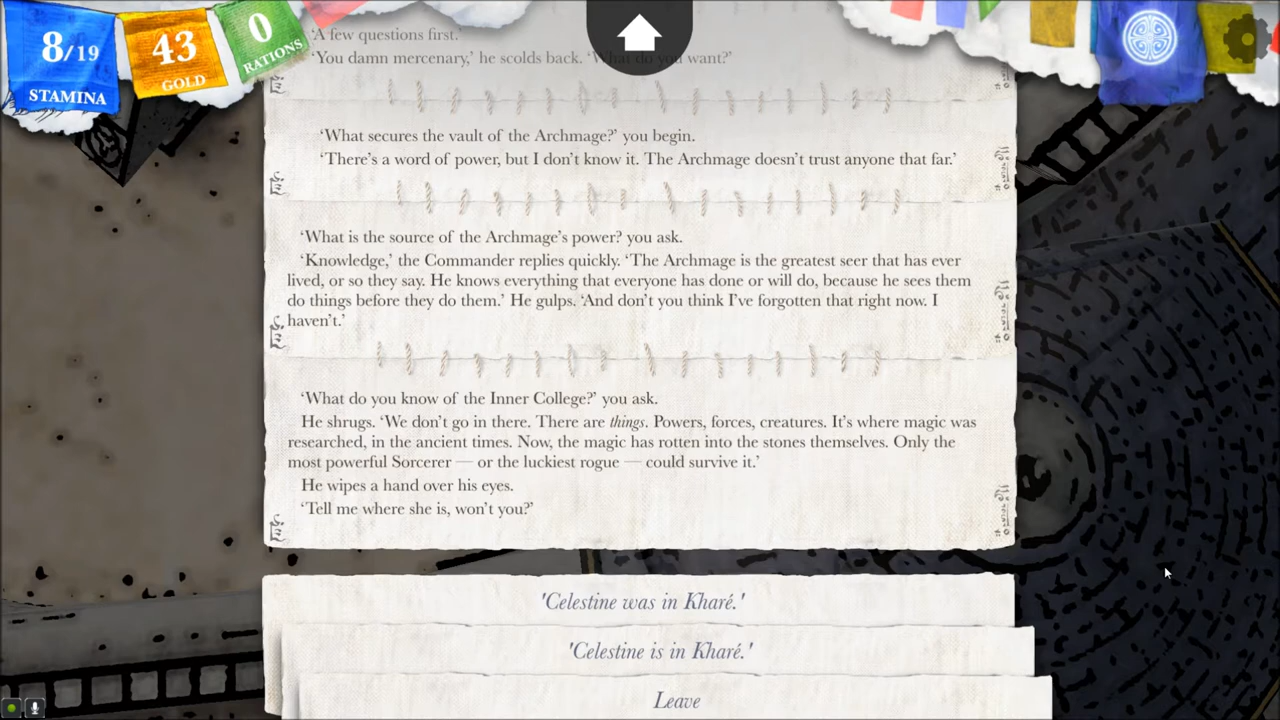 8/19
STAMINA
43
GOLD
0
RATIONS
'A few questions first.'
'You damn mercenary,' he scolds back. 'What do you want?'
'What secures the vault of the Archmage?' you begin.
'There's a word of power, but I don't know it. The Archmage doesn't trust anyone that far.'
'What is the source of the Archmage's power? you ask.
'Knowledge,' the Commander replies quickly. 'The Archmage is the greatest seer that has ever
lived, or so they say. He knows everything that everyone has done or will do, because he sees them
do things before they do them.' He gulps. 'And don't you think I've forgotten that right now. I
haven't.'
'What do you know of the Inner College?' you ask.
He shrugs. 'We don't go in there. There are things. Powers, forces, creatures. It's where magic was
researched, in the ancient times. Now, the magic has rotten into the stones themselves. Only the
most powerful Sorcerer — or the luckiest rogue — could survive it.'
He wipes a hand over his eyes.
'Tell me where she is, won't you?'
'Celestine was in Kharé.'
'Celestine is in Kharé.'
Leave